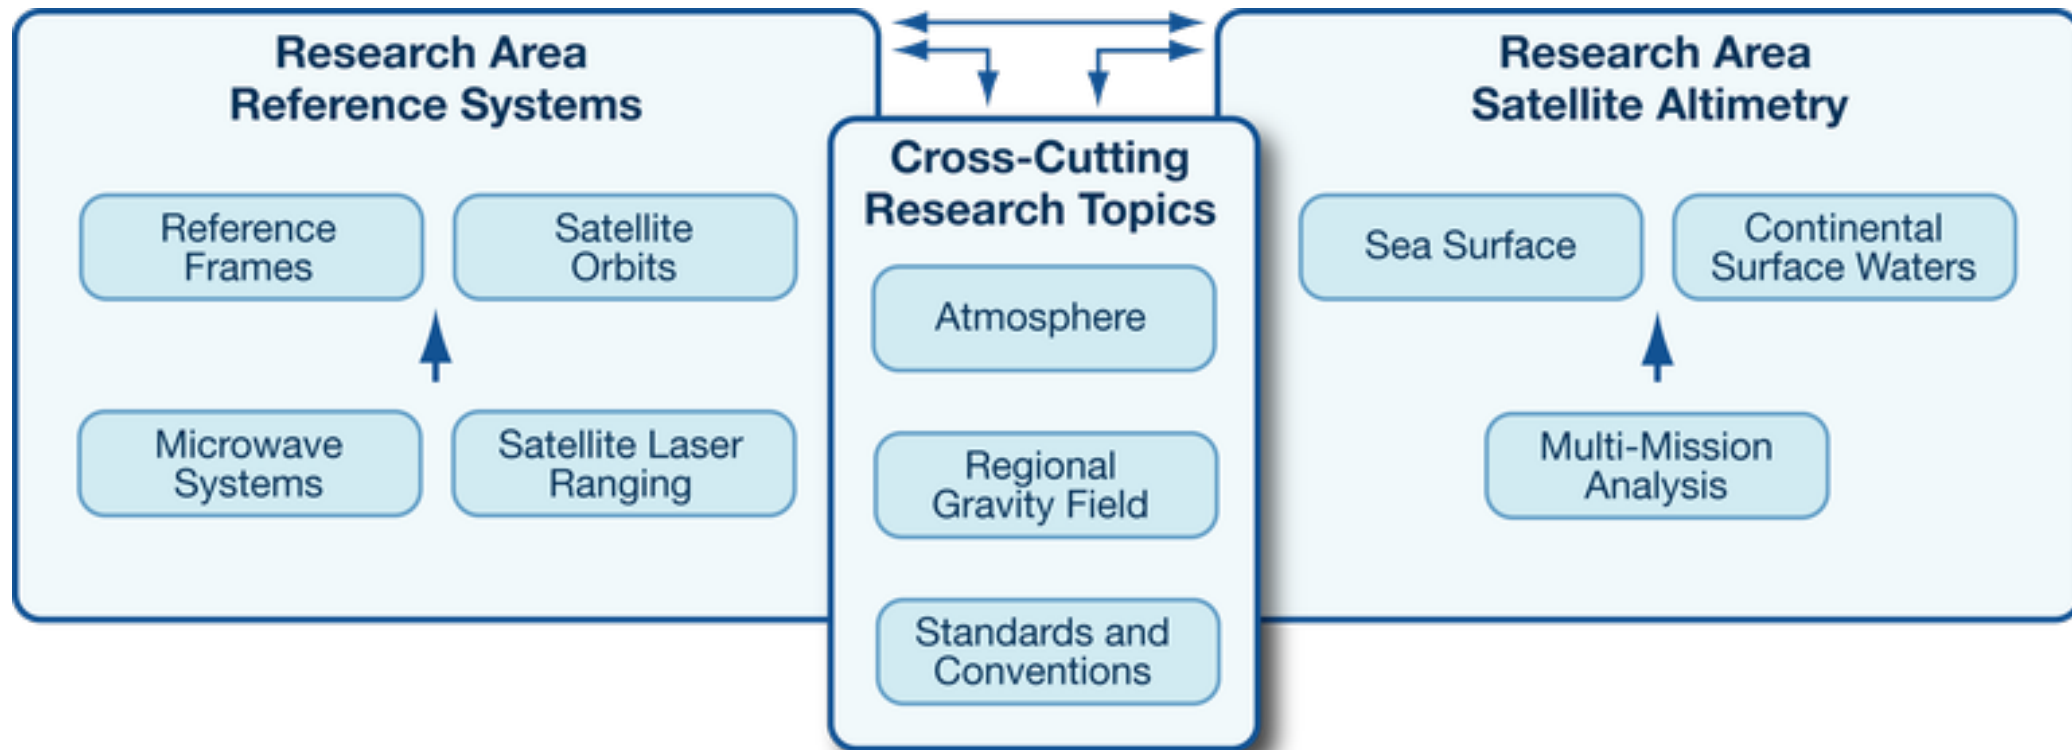 Research Area
Reference Systems
Reference
Frames
Satellite
Orbits
Microwave
Systems
Satellite Laser
Ranging
Cross-Cutting
Research Topics
Atmosphere
Regional
Gravity Field
Standards and
Conventions
Research Area
Satellite Altimetry
Sea Surface
Continental
Surface Waters
Multi-Mission
Analysis